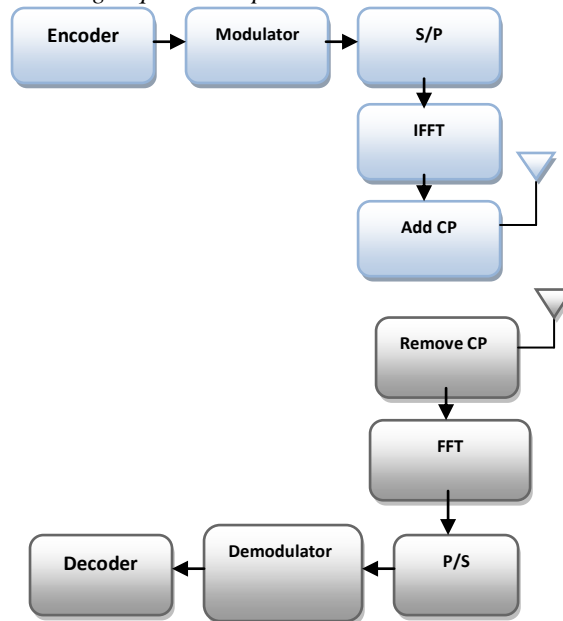 Encoder
Modulator
S/P
IFFT
Add CP
Remove CP
FFT
P/S
Demodulator
Decoder